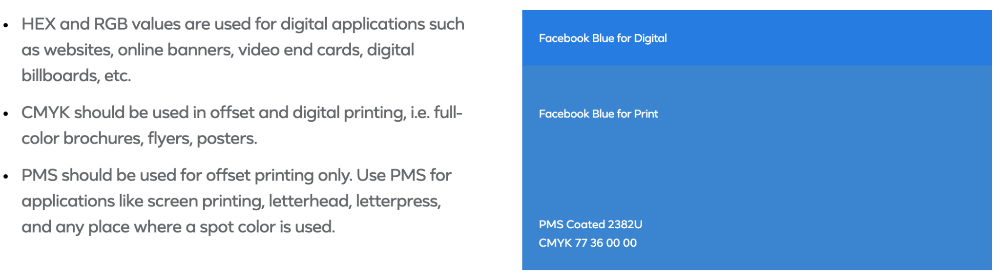 • HEX and RGB values are used for digital applications such
as websites, online banners, video end cards, digital
billboards, etc.
• CMYK should be used in offset and digital printing, i.e. full-
color brochures, flyers, posters.
• PMS should be used for offset printing only. Use PMS for
applications like screen printing, letterhead, letterpress,
and any place where a spot color is used.
Facebook Blue for Digital
Facebook Blue for Print
PMS Coated 2382U
CMYK 77 36 00 00